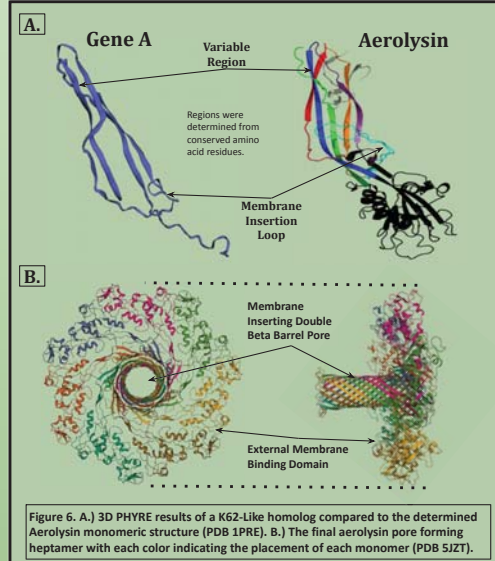 A.
Gene A
Aerolysin
Variable
Region
Regions were
determined from
conserved amino
acid residues.
Membrane
Insertion
Loop
B.
Membrane
Inserting Double
Beta Barrel Pore
External Membrane
Binding Domain
Figure 6. A.) 3D PHYRE results of a K62-Like homolog compared to the determined
Aerolysin monomeric structure (PDB 1PRE). B.) The final aerolysin pore forming
heptamer with each color indicating the placement of each monomer (PDB 5JZT).